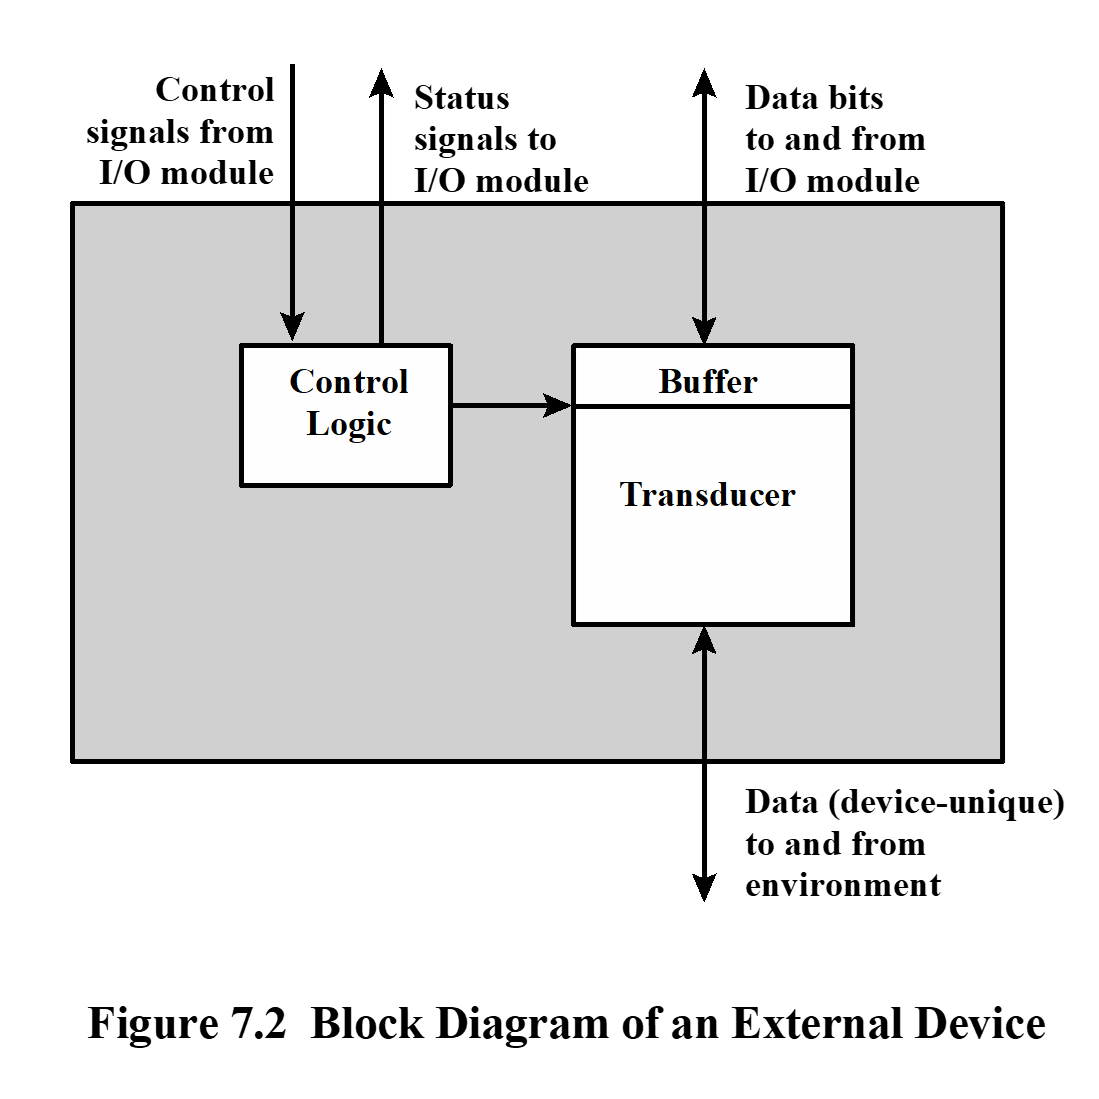 Control
signals from
I/O module
Status
signals to
I/O module
Data bits
to and from
I/O module
Control
Logic
Buffer
Transducer
Data (device-unique)
to and from
environment
Figure 7.2  Block Diagram of an External Device